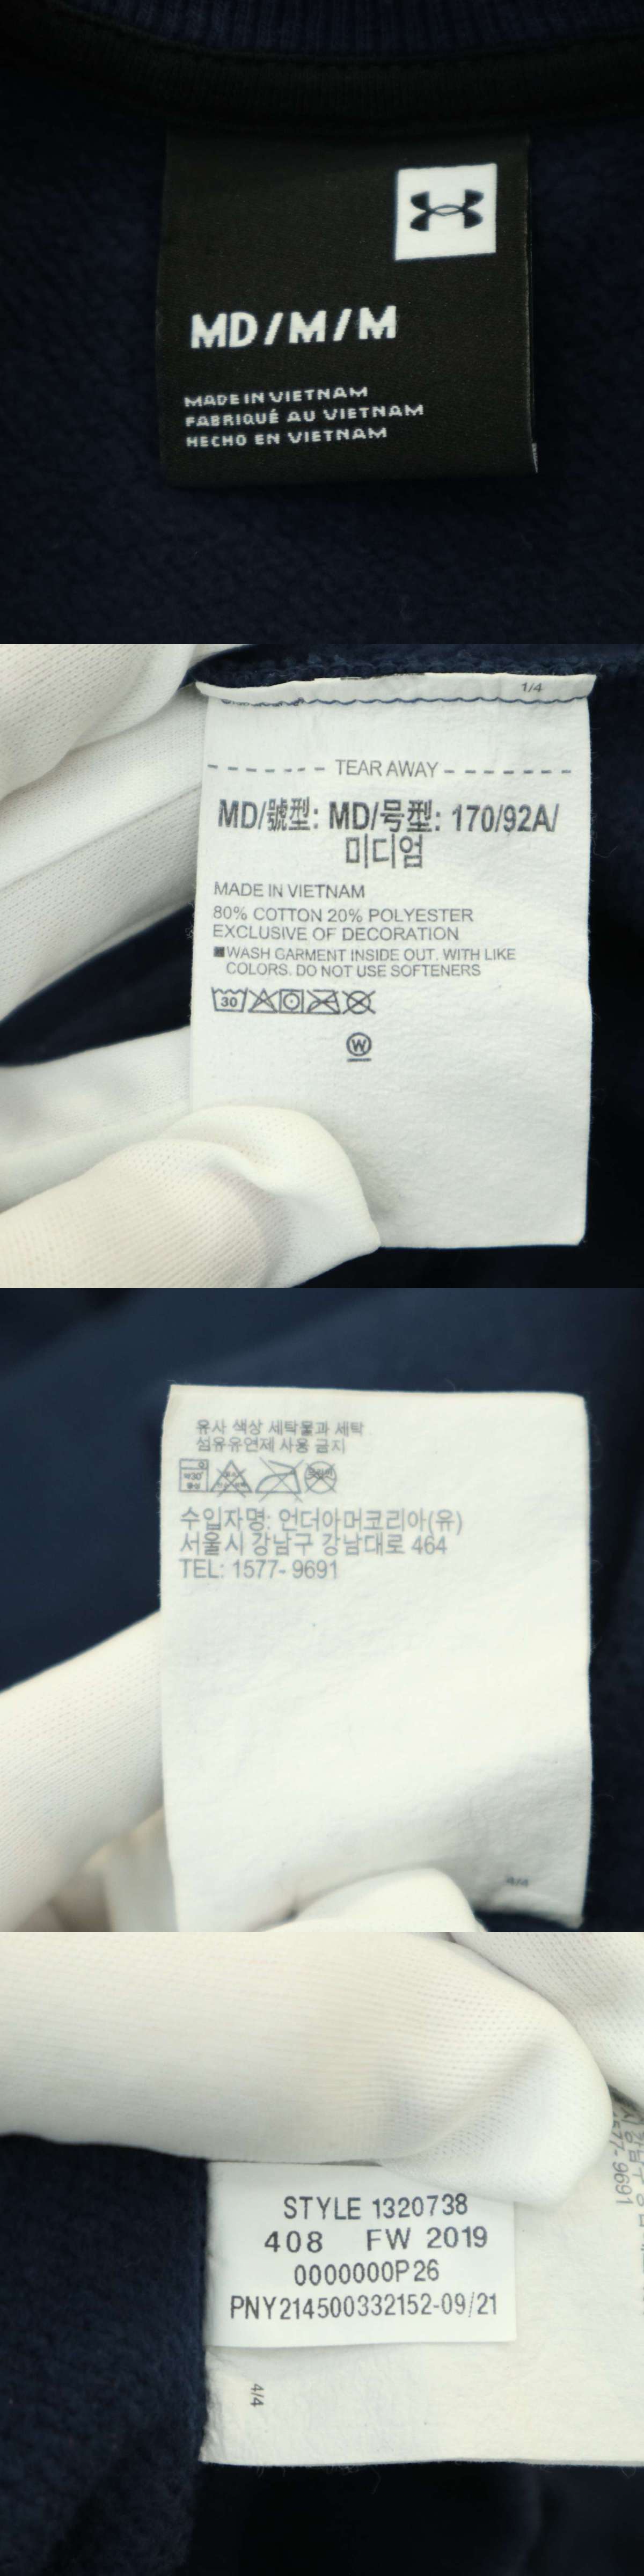 MD/M/M
MADE IN VIETNAM
FABRIQUÉ AU VIETNAM
HECHO EN VIETNAM
1/4
TEAR AWAY
MD/號型: MD/号型: 170/92A/
미디엄
MADE IN VIETNAM
80% COTTON 20% POLYESTER
EXCLUSIVE OF DECORATION
■WASH GARMENT INSIDE OUT. WITH LIKE
COLORS. DO NOT USE SOFTENERS
30
W
유사 색상 세탁물과 세탁
섬유유연제 사용 금지
수입자명: 언더아머코리아(유)
서울시 강남구 강남대로 464
TEL: 1577- 9691
4/4
STYLE 1320738
408 FW 2019
0000000P26
PNY214500332152-09/21
4/4